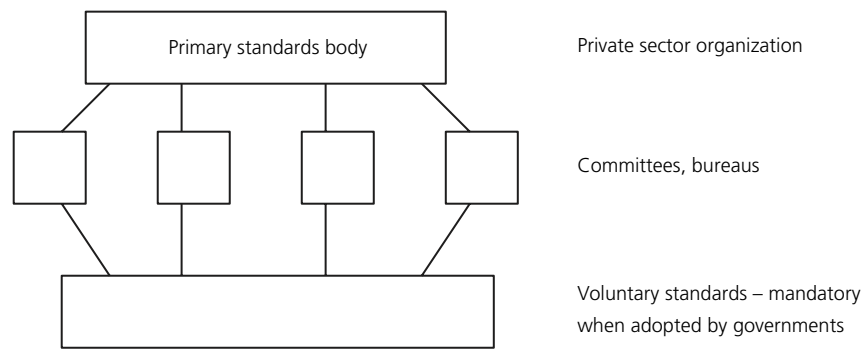 Primary standards body
Private sector organization
Committees, bureaus
Voluntary standards – mandatory
when adopted by governments